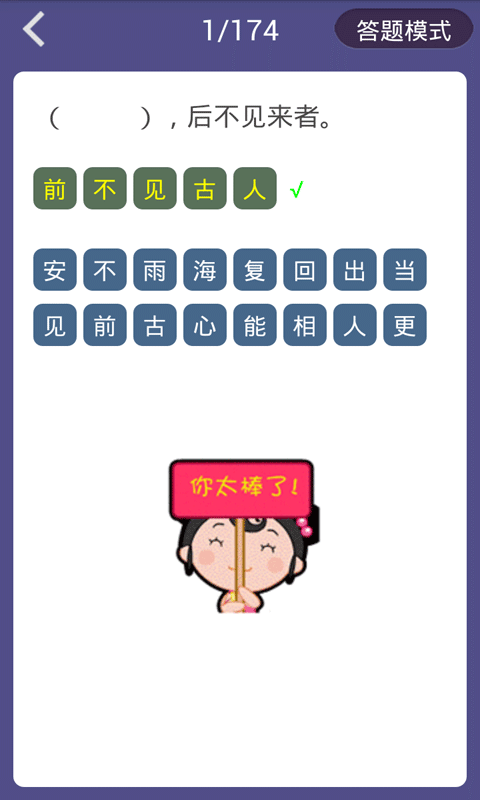 1/174 答题模式
（ ），后不见来者。
前不见古人 √
安不雨海复回出当
见前古心能相人更
你太棒了!